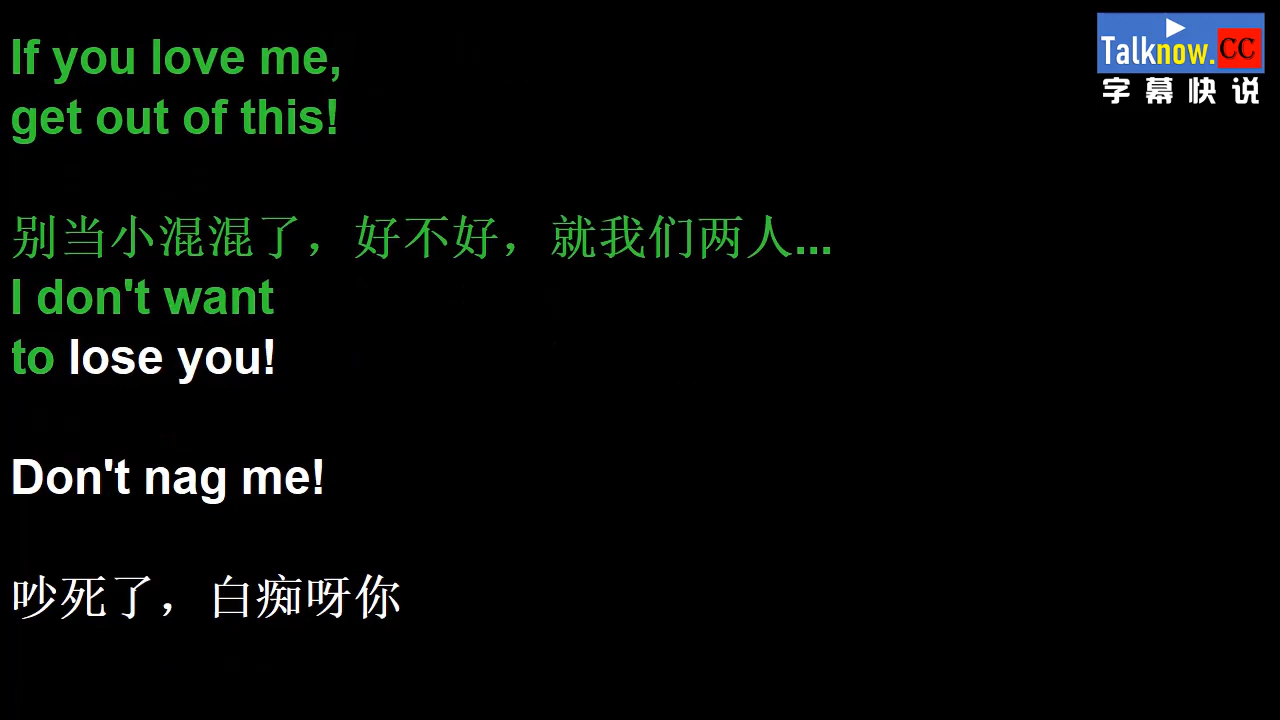 If you love me,
get out of this!
别当小混混了，好不好，就我们两人...
I don't want
to lose you!
Don't nag me!
吵死了，白痴呀你
Talknow.CC
字幕快说